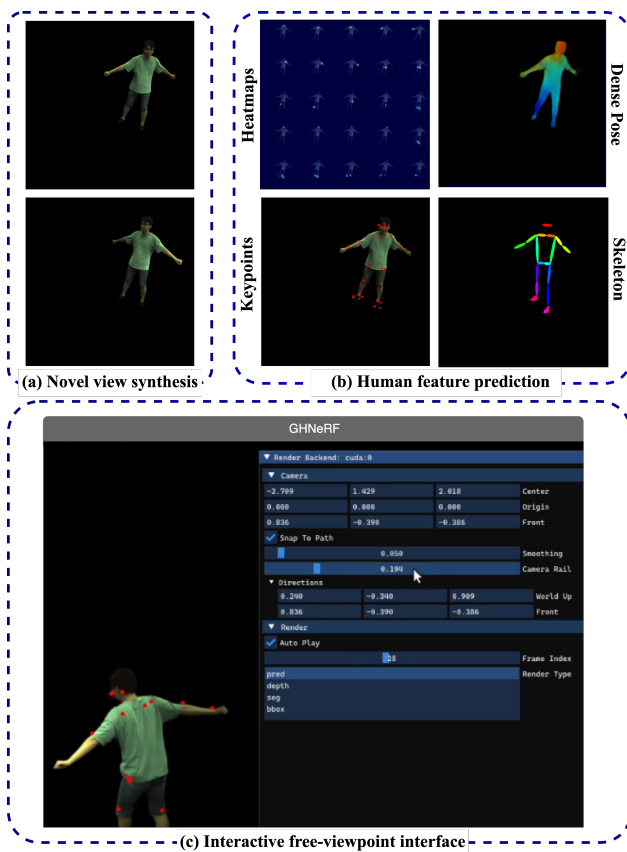 Heatmaps
Dense Pose
Keypoints
Skeleton
(a) Novel view synthesis
(b) Human feature prediction
GHNeRF
Render Backend: cuda:0
Camera
-2.709 1.429 2.018 Center
0.000 0.000 0.000 Origin
0.836 -0.390 -0.386 Front
Snap To Path
0.050 Smoothing
0.194 Camera Rail
Directions
0.240 -0.340 0.909 World Up
0.836 -0.390 -0.386 Front
Render
Auto Play
28 Frame Index
pred Render Type
depth
seg
bbox
(c) Interactive free-viewpoint interface